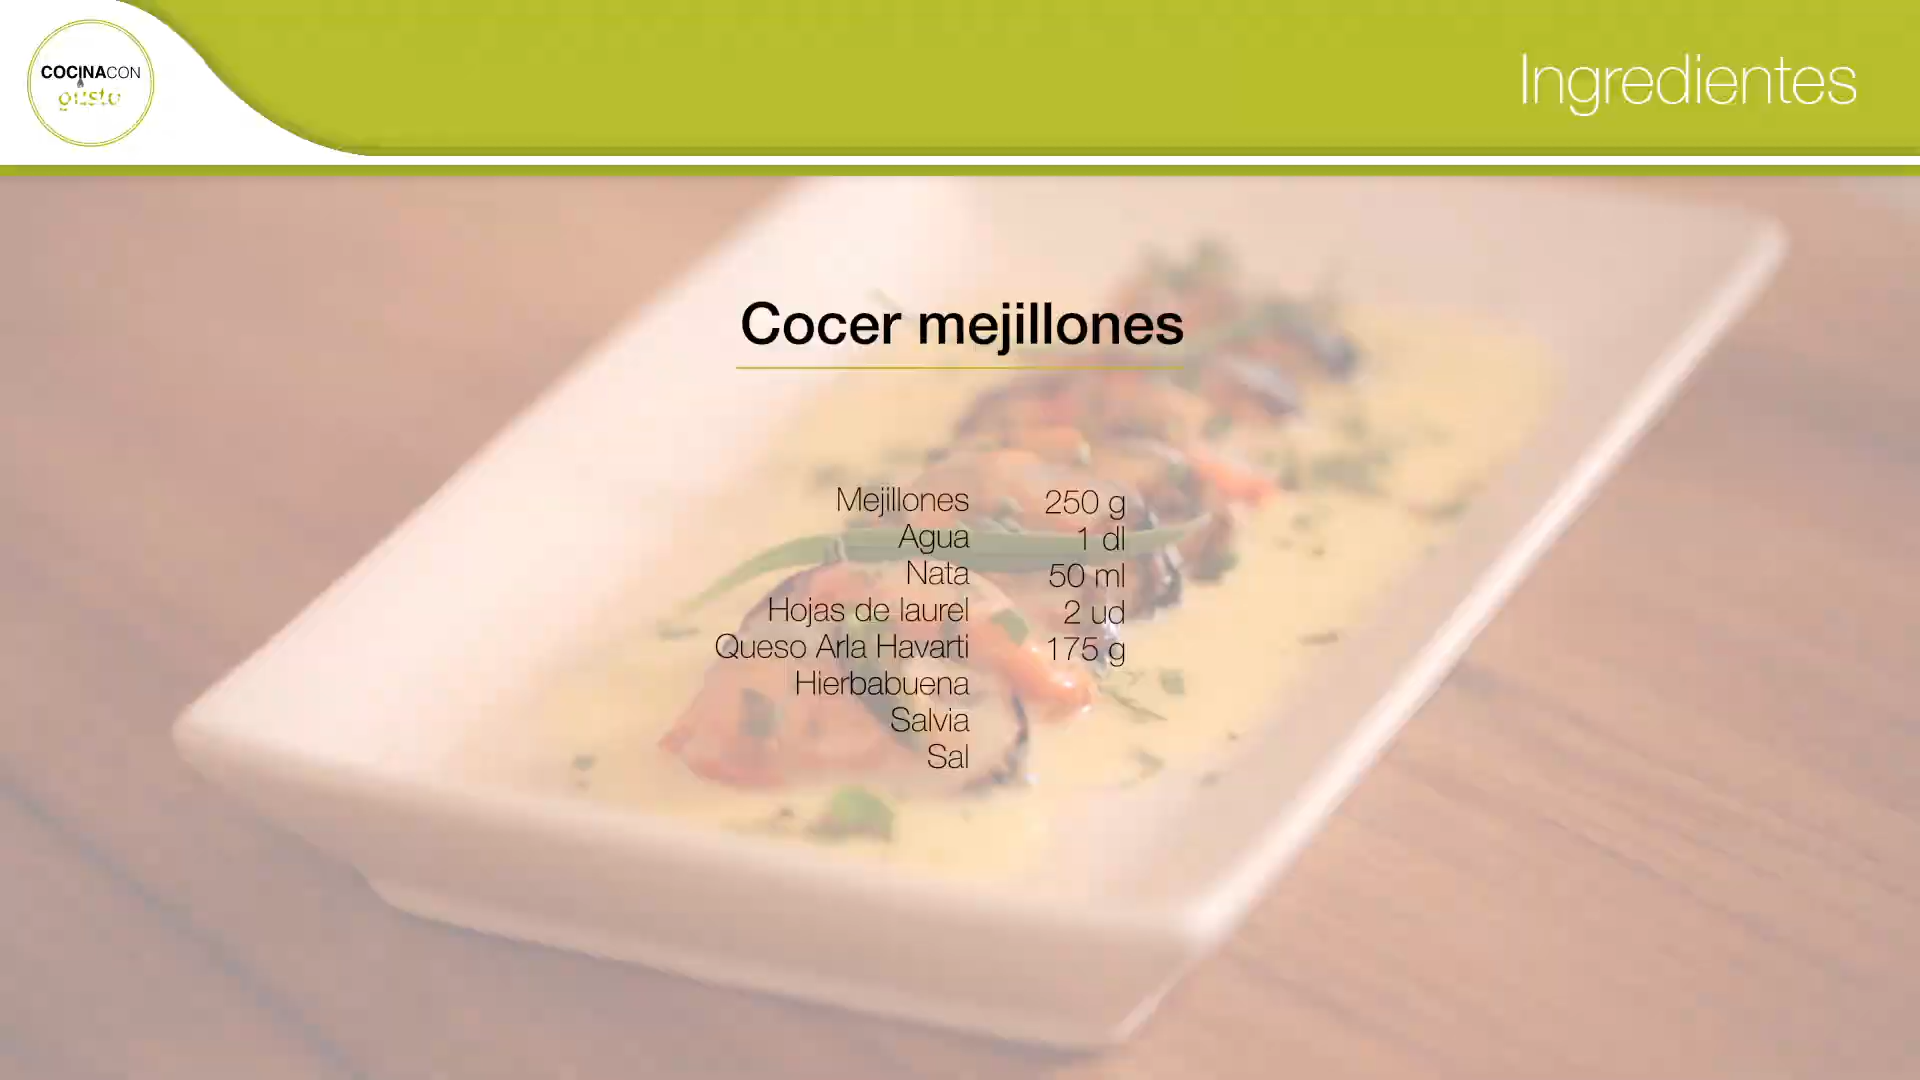 COCINACON
gusto
Ingredientes
Cocer mejillones
Mejillones 250 g
Agua 1 dl
Nata 50 ml
Hojas de laurel 2 ud
Queso Arla Havarti 175 g
Hierbabuena
Salvia
Sal